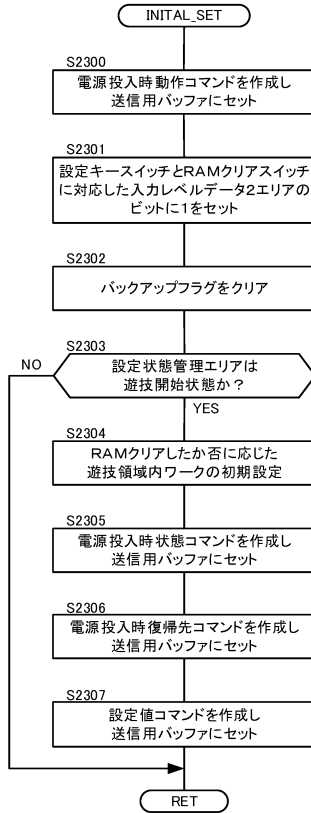 INITAL_SET
S2300
電源投入時動作コマンドを作成し
送信用バッファにセット
S2301
設定キースイッチとRAMクリアスイッチ
に対応した入力レベルデータ2エリアの
ビットに1をセット
S2302
バックアップフラグをクリア
S2303
設定状態管理エリアは
遊技開始状態か？
NO
YES
S2304
RAMクリアしたか否に応じた
遊技領域内ワークの初期設定
S2305
電源投入時状態コマンドを作成し
送信用バッファにセット
S2306
電源投入時復帰先コマンドを作成し
送信用バッファにセット
S2307
設定値コマンドを作成し
送信用バッファにセット
RET